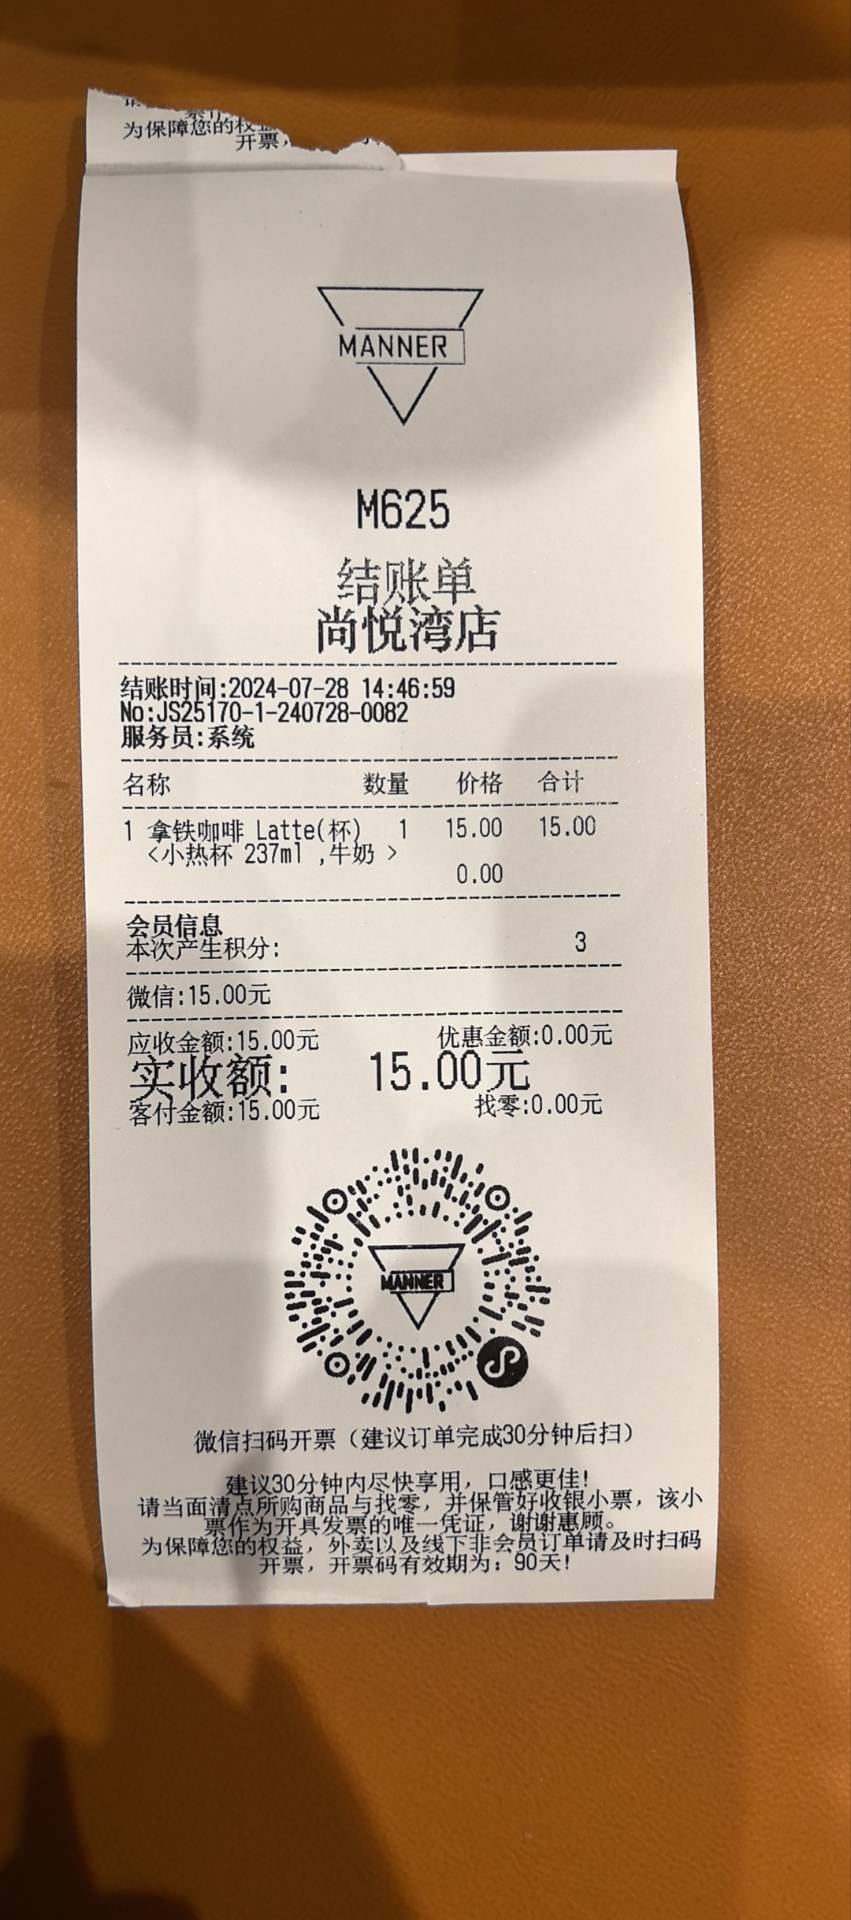 为保障您的权益
开票，
MANNER
M625
结账单
尚悦湾店
结账时间:2024-07-28 14:46:59
No:JS25170-1-240728-0082
服务员:系统
名称 数量 价格 合计
1 拿铁咖啡 Latte(杯) 1 15.00 15.00
<小热杯 237ml ,牛奶 >
0.00
会员信息
本次产生积分: 3
微信:15.00元
应收金额:15.00元 优惠金额:0.00元
实收额: 15.00元
客付金额:15.00元 找零:0.00元
MANNER
微信扫码开票（建议订单完成30分钟后扫）
建议30分钟内尽快享用，口感更佳!
请当面清点所购商品与找零，并保管好收银小票，该小
票作为开具发票的唯一凭证，谢谢惠顾。
为保障您的权益，外卖以及线下非会员订单请及时扫码
开票，开票码有效期为：90天!